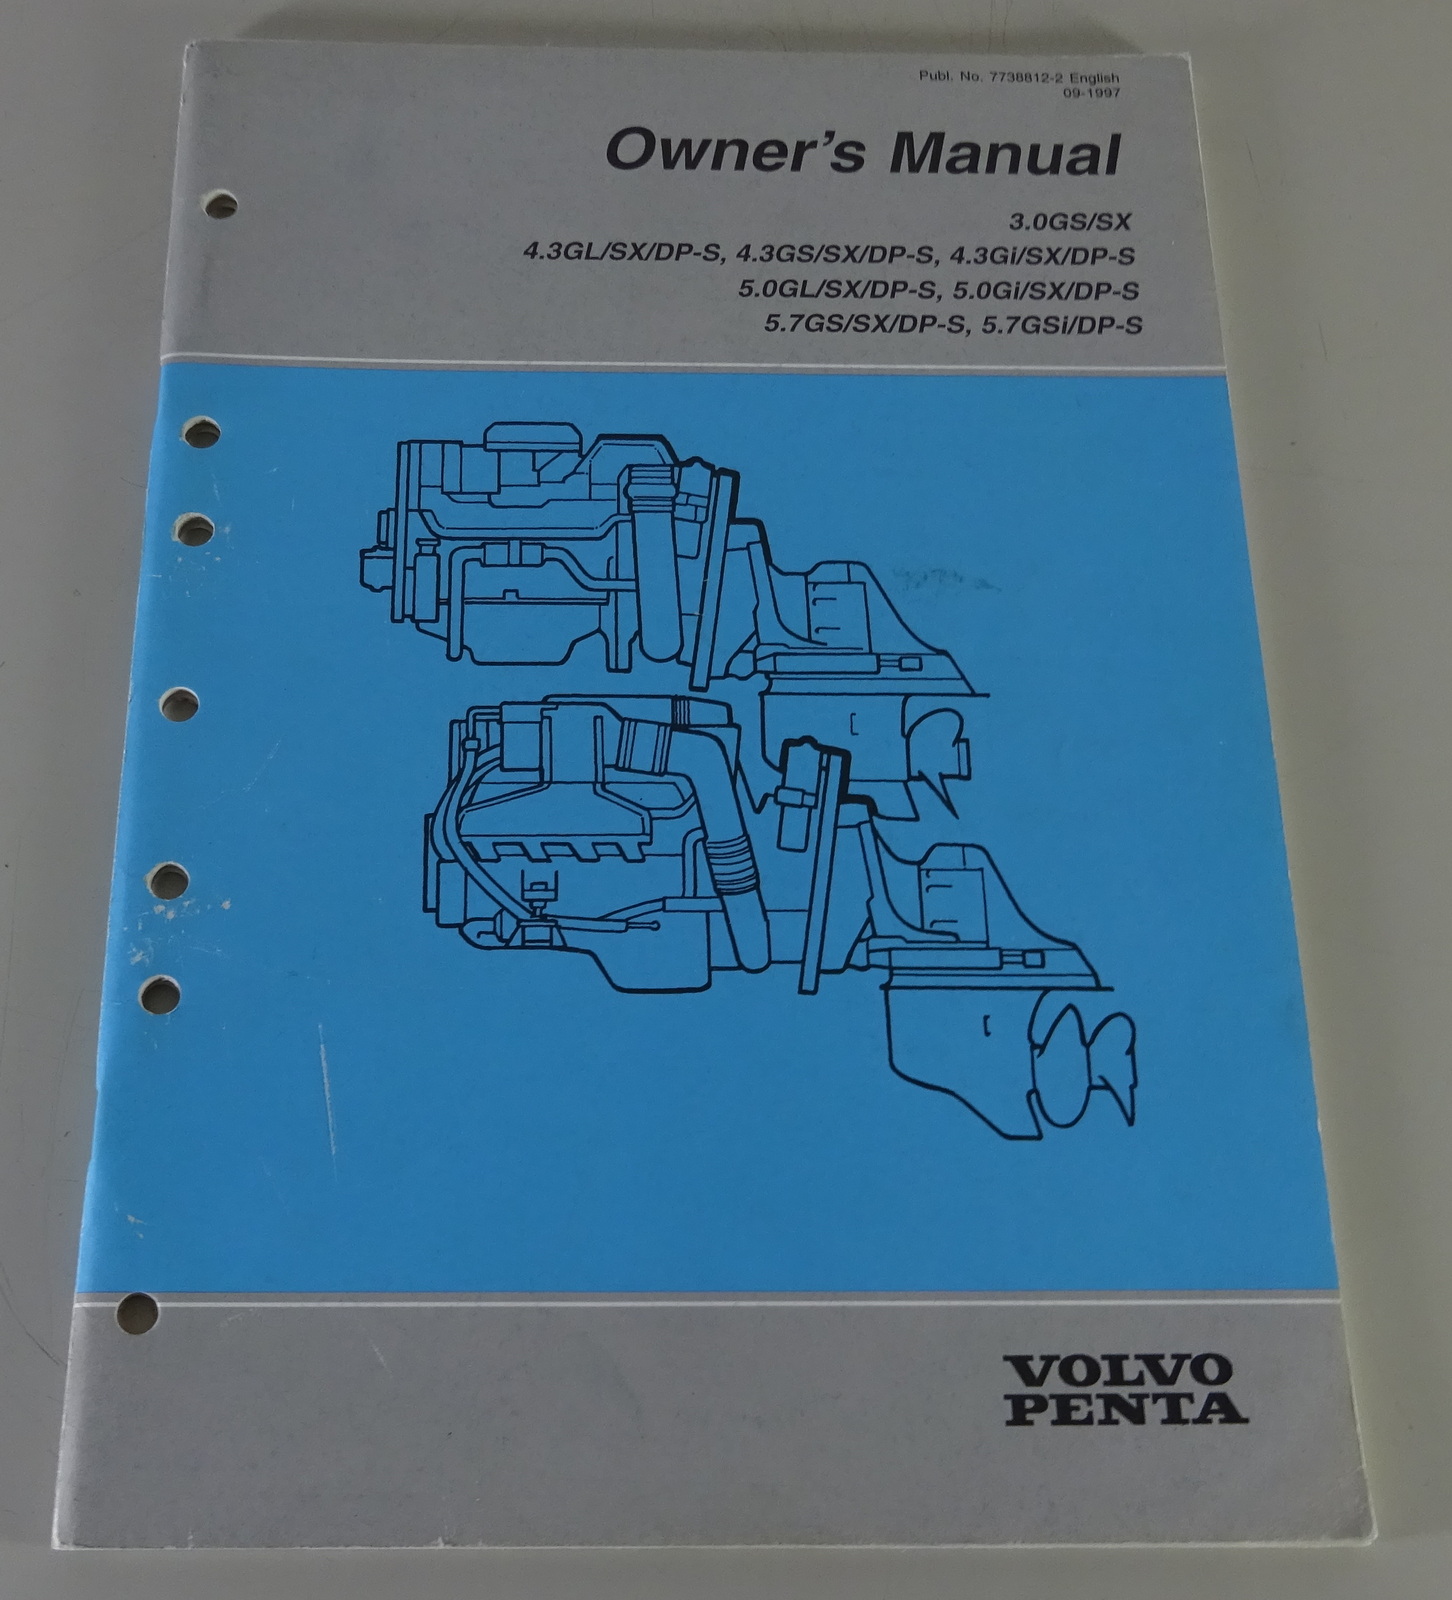 Publ. No. 7738812-2 English
09-1997
Owner's Manual
3.0GS/SX
4.3GL/SX/DP-S, 4.3GS/SX/DP-S, 4.3Gi/SX/DP-S
5.0GL/SX/DP-S, 5.0Gi/SX/DP-S
5.7GS/SX/DP-S, 5.7GSi/DP-S
VOLVO
PENTA